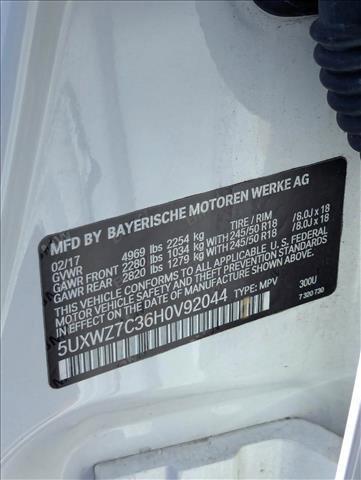 MFD BY BAYERISCHE MOTOREN WERKE AG
02/17 TIRE / RIM
GVWR 4969 lbs 2254 kg
GAWR FRONT 2280 lbs 1034 kg WITH 245/50 R18 /8.0J x 18
GAWR REAR 2820 lbs 1279 kg WITH 245/50 R18 /8.0J x 18
THIS VEHICLE CONFORMS TO ALL APPLICABLE U.S. FEDERAL
MOTOR VEHICLE SAFETY STANDARDS IN EFFECT ON THE DATE OF
MANUFACTURE SHOWN ABOVE.
5UXWZ7C36H0V92044 TYPE: MPV 300U
7 320 730